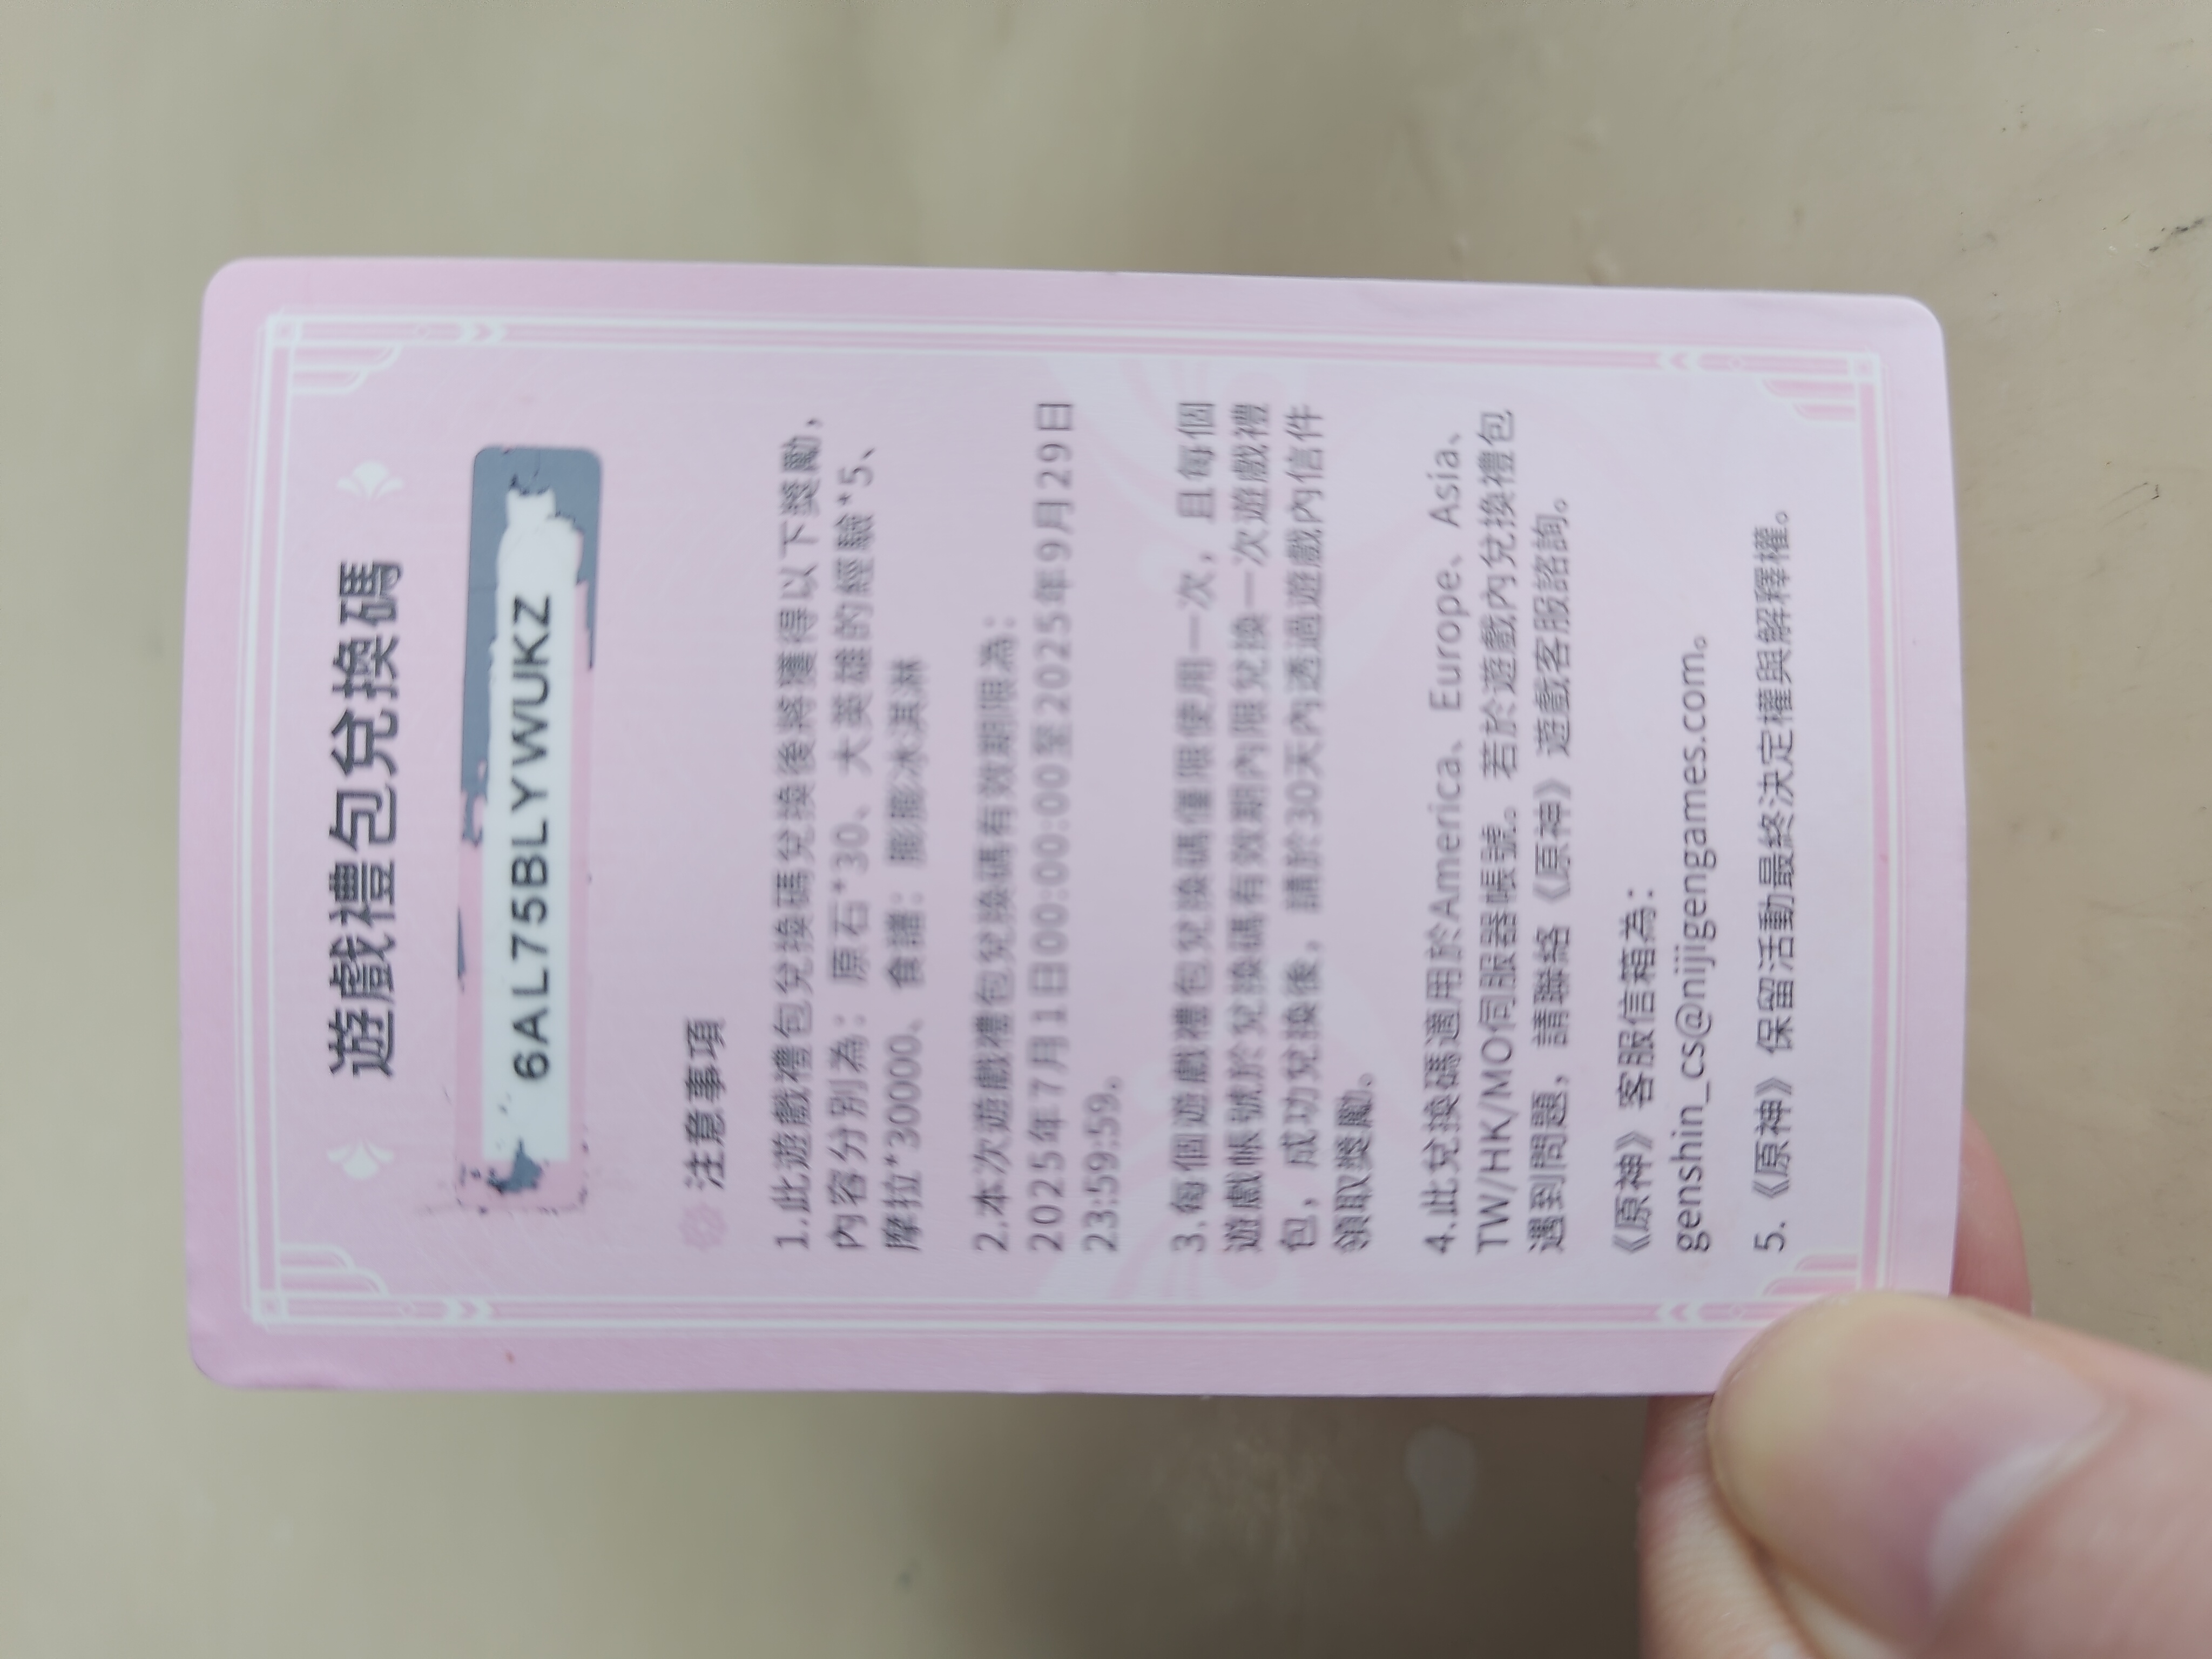 遊戲禮包兌換碼
6AL75BLYWUKZ
注意事項
1.此遊戲禮包兌換碼兌換後將獲得以下獎勵，
內容分別為：原石*30、大英雄的經驗*5、
摩拉*30000、食譜：膨膨冰淇淋
2.本次遊戲禮包兌換碼有效期限為：
2025年7月1日00:00:00至2025年9月29日
23:59:59。
3.每個遊戲禮包兌換碼僅限使用一次，且每個
遊戲帳號於兌換碼有效期內限兌換一次遊戲禮
包，成功兌換後，請於30天內透過遊戲內信件
領取獎勵。
4.此兌換碼適用於America、Europe、Asia、
TW/HK/MO伺服器帳號。若於遊戲內兌換禮包
遇到問題，請聯絡《原神》遊戲客服諮詢。
《原神》客服信箱為：
genshin_cs@nijigengames.com。
5.《原神》保留活動最終決定權與解釋權。